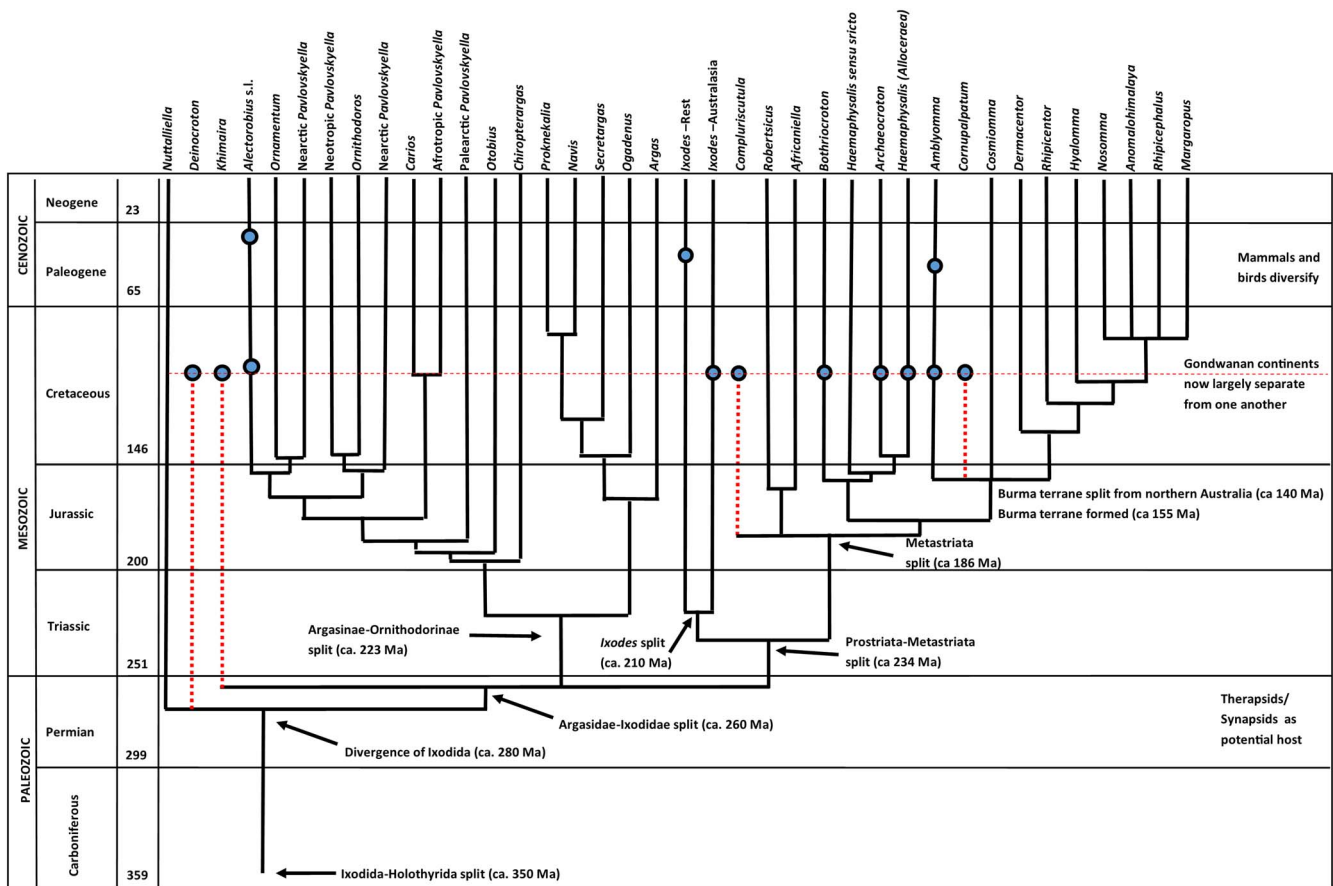 Nuttalliella
Deinocroton
Khimaira
Alectorobius s.l.
Ornamentum
Nearctic Pavlovskyella
Neotropic Pavlovskyella
Ornithodoros
Nearctic Pavlovskyella
Carios
Afrotropic Pavlovskyella
Palearctic Pavlovskyella
Otobius
Chiropterargas
Proknekalia
Navis
Secretargas
Ogadenus
Argas
Ixodes –Rest
Ixodes –Australasia
Compluriscutula
Robertsicus
Africaniella
Bothriocroton
Haemaphysalis sensu sricto
Archaeocroton
Haemaphysalis (Alloceraea)
Amblyomma
Cornupalpatum
Cosmiomma
Dermacentor
Rhipicentor
Hyalomma
Nosomma
Anomalohimalaya
Rhipicephalus
Margaropus
CENOZOIC
Neogene
23
Paleogene
65
Mammals and
birds diversify
MESOZOIC
Cretaceous
146
Gondwanan continents
now largely separate
from one another
Jurassic
200
Burma terrane split from northern Australia (ca 140 Ma)
Burma terrane formed (ca 155 Ma)
Metastriata
split (ca 186 Ma)
Triassic
251
Argasinae-Ornithodorinae
split (ca. 223 Ma)
Ixodes split
(ca. 210 Ma)
Prostriata-Metastriata
split (ca 234 Ma)
PALEOZOIC
Permian
299
Argasidae-Ixodidae split (ca. 260 Ma)
Divergence of Ixodida (ca. 280 Ma)
Therapsids/
Synapsids as
potential host
Carboniferous
359
Ixodida-Holothyrida split (ca. 350 Ma)